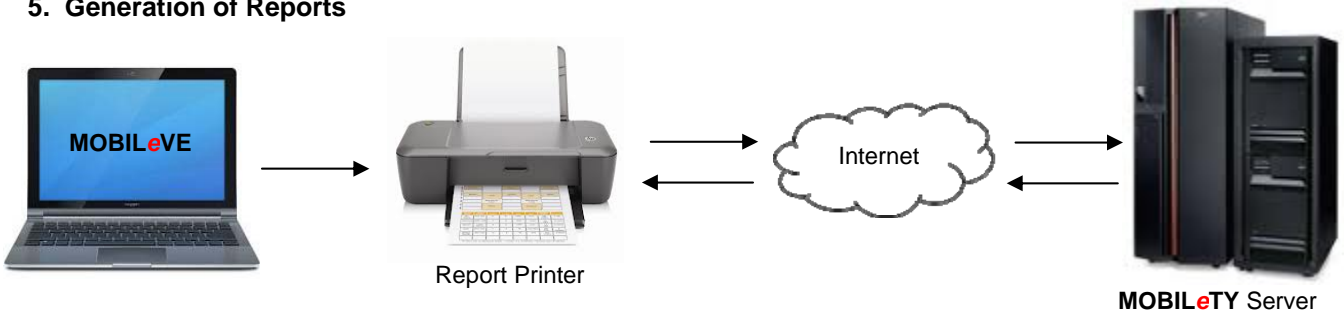 5. Generation of Reports
MOBILeVE
Internet
Report Printer
MOBILeTY Server